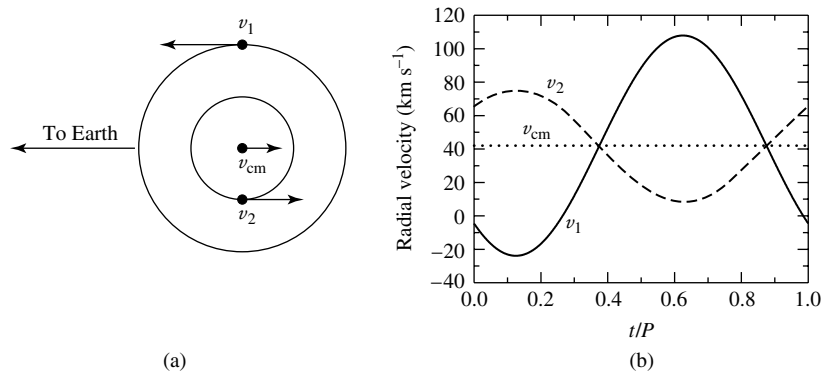 v1
To Earth
vcm
v2
(a)
Radial velocity (km s−1)
120
100
80
60
40
20
0
−20
−40
v2
vcm
v1
0.0 0.2 0.4 0.6 0.8 1.0
t/P
(b)